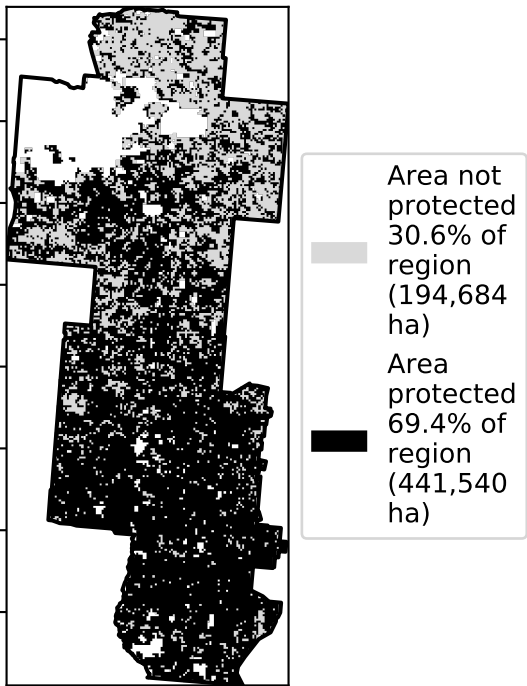 Area not
protected
30.6% of
region
(194,684
ha)
Area
protected
69.4% of
region
(441,540
ha)